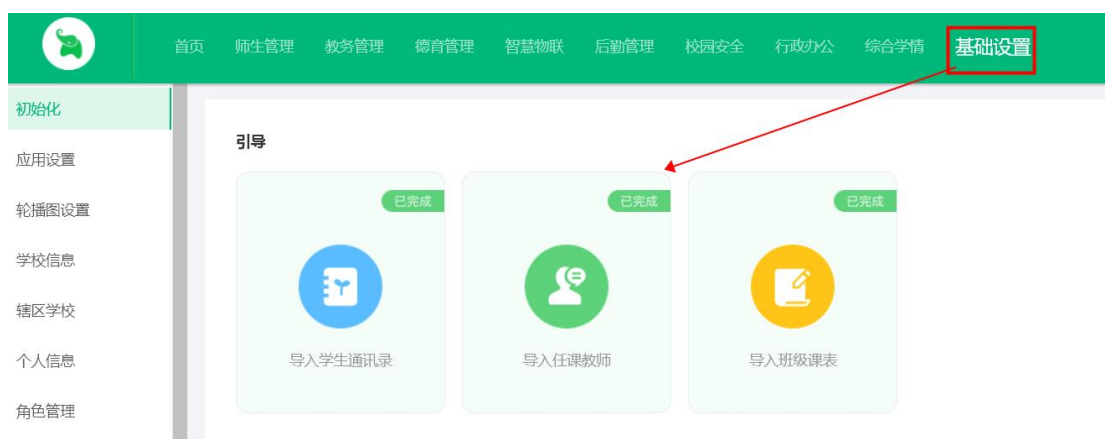 首页 师生管理 教务管理 德育管理 智慧物联 后勤管理 校园安全 行政办公 综合学情 基础设置
初始化
应用设置
轮播图设置
学校信息
辖区学校
个人信息
角色管理
引导
已完成 已完成 已完成
导入学生通讯录 导入任课教师 导入班级课表